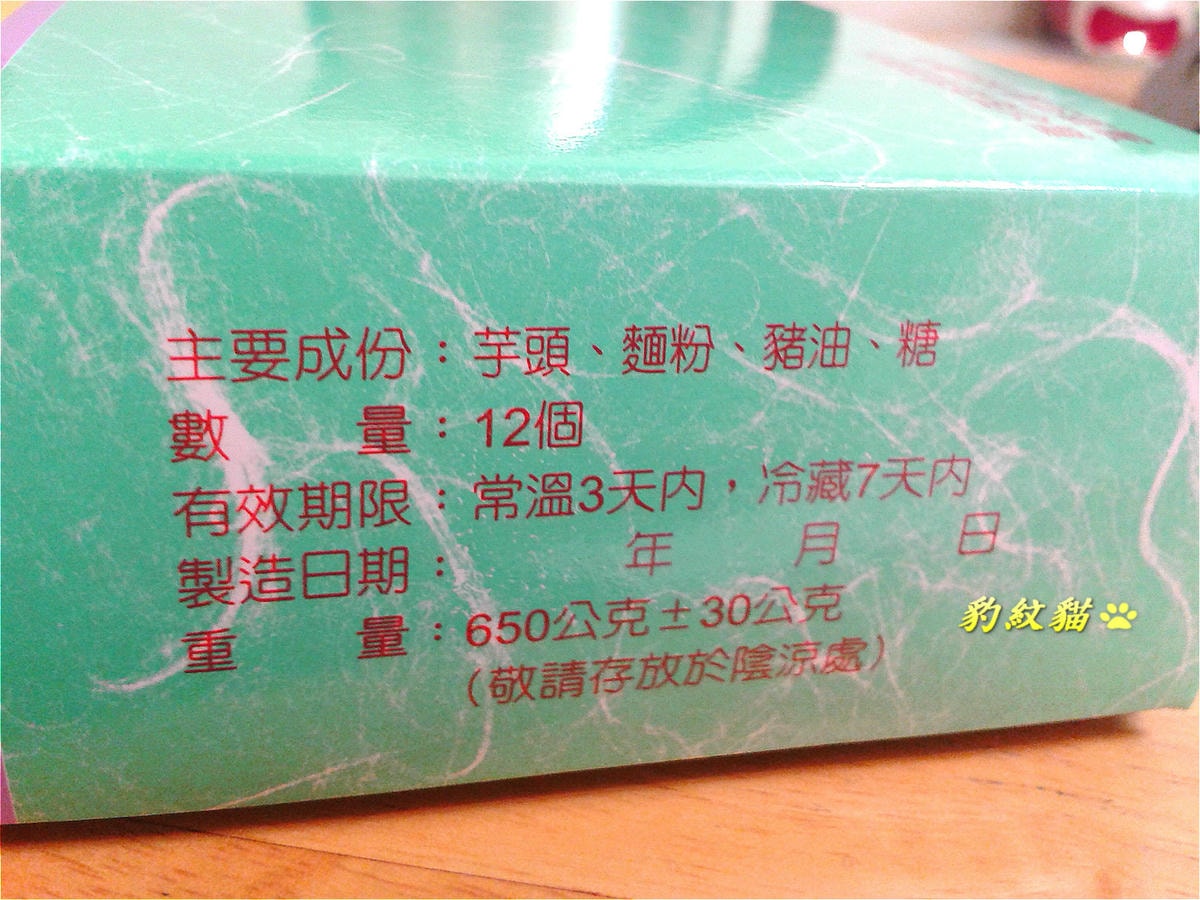 主要成份：芋頭、麵粉、豬油、糖
數　　量：12個
有效期限：常溫3天內，冷藏7天內
製造日期：　　年　　月　　日
重　　量：650公克±30公克
（敬請存放於陰涼處）
豹紋貓